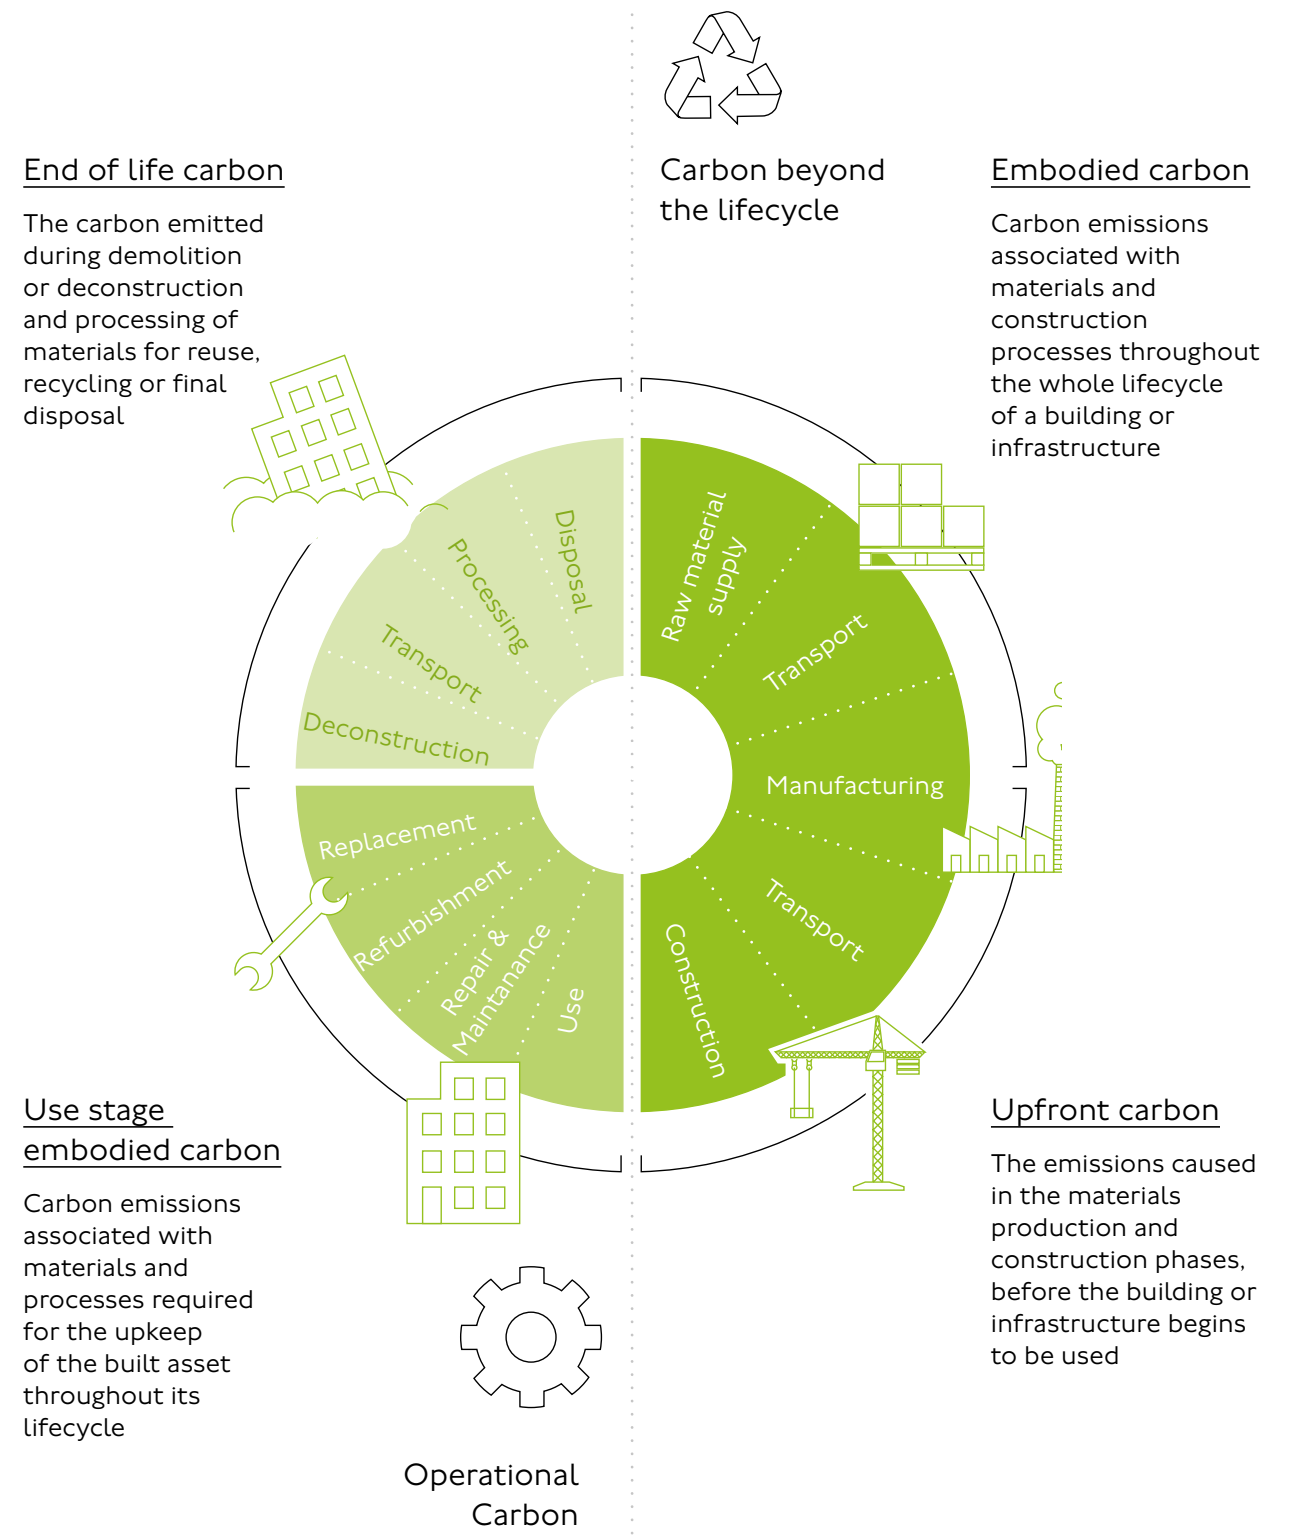 Carbon beyond
the lifecycle
End of life carbon
The carbon emitted
during demolition
or deconstruction
and processing of
materials for reuse,
recycling or final
disposal
Embodied carbon
Carbon emissions
associated with
materials and
construction
processes throughout
the whole lifecycle
of a building or
infrastructure
Raw material
supply
Transport
Manufacturing
Transport
Construction
Use
Repair &
Maintanance
Refurbishment
Replacement
Deconstruction
Transport
Processing
Disposal
Use stage
embodied carbon
Carbon emissions
associated with
materials and
processes required
for the upkeep
of the built asset
throughout its
lifecycle
Upfront carbon
The emissions caused
in the materials
production and
construction phases,
before the building or
infrastructure begins
to be used
Operational
Carbon